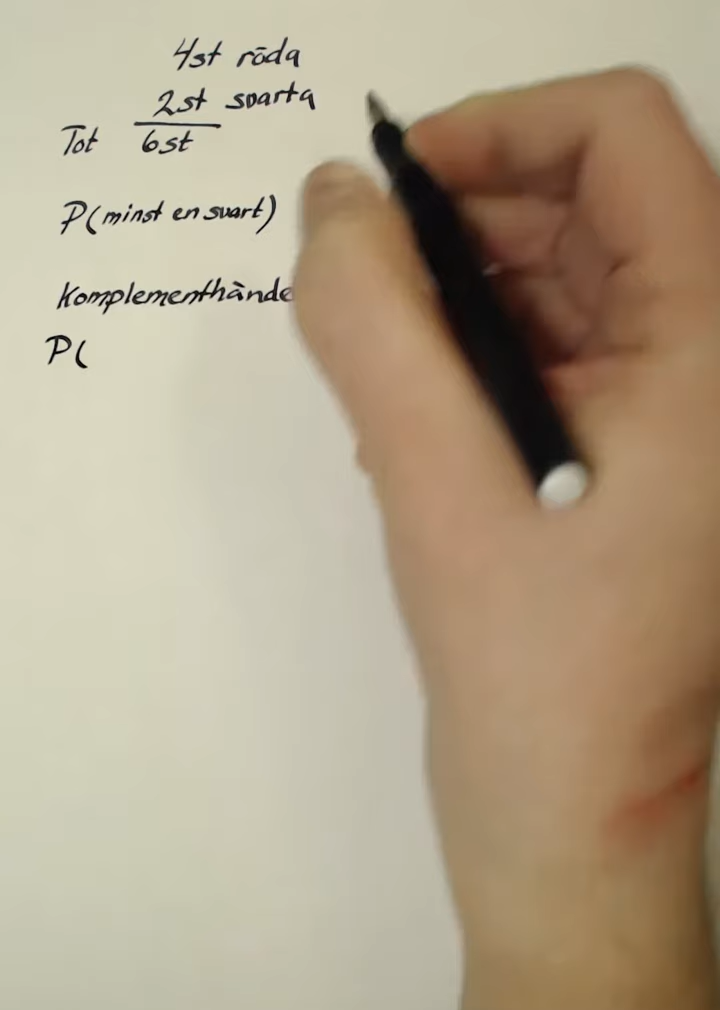 4st röda
2st svarta
Tot 6st
P(minst en svart)
Komplementhände
P(